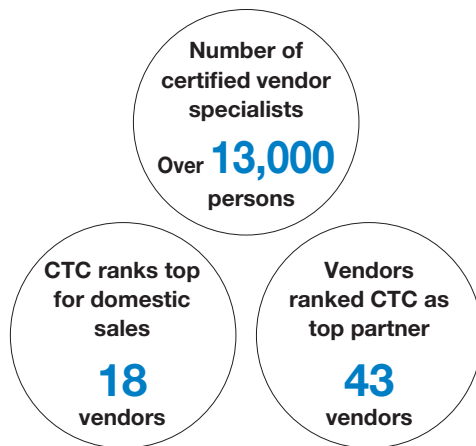 Number of
certified vendor
specialists
Over 13,000
persons
CTC ranks top
for domestic
sales
18
vendors
Vendors
ranked CTC as
top partner
43
vendors